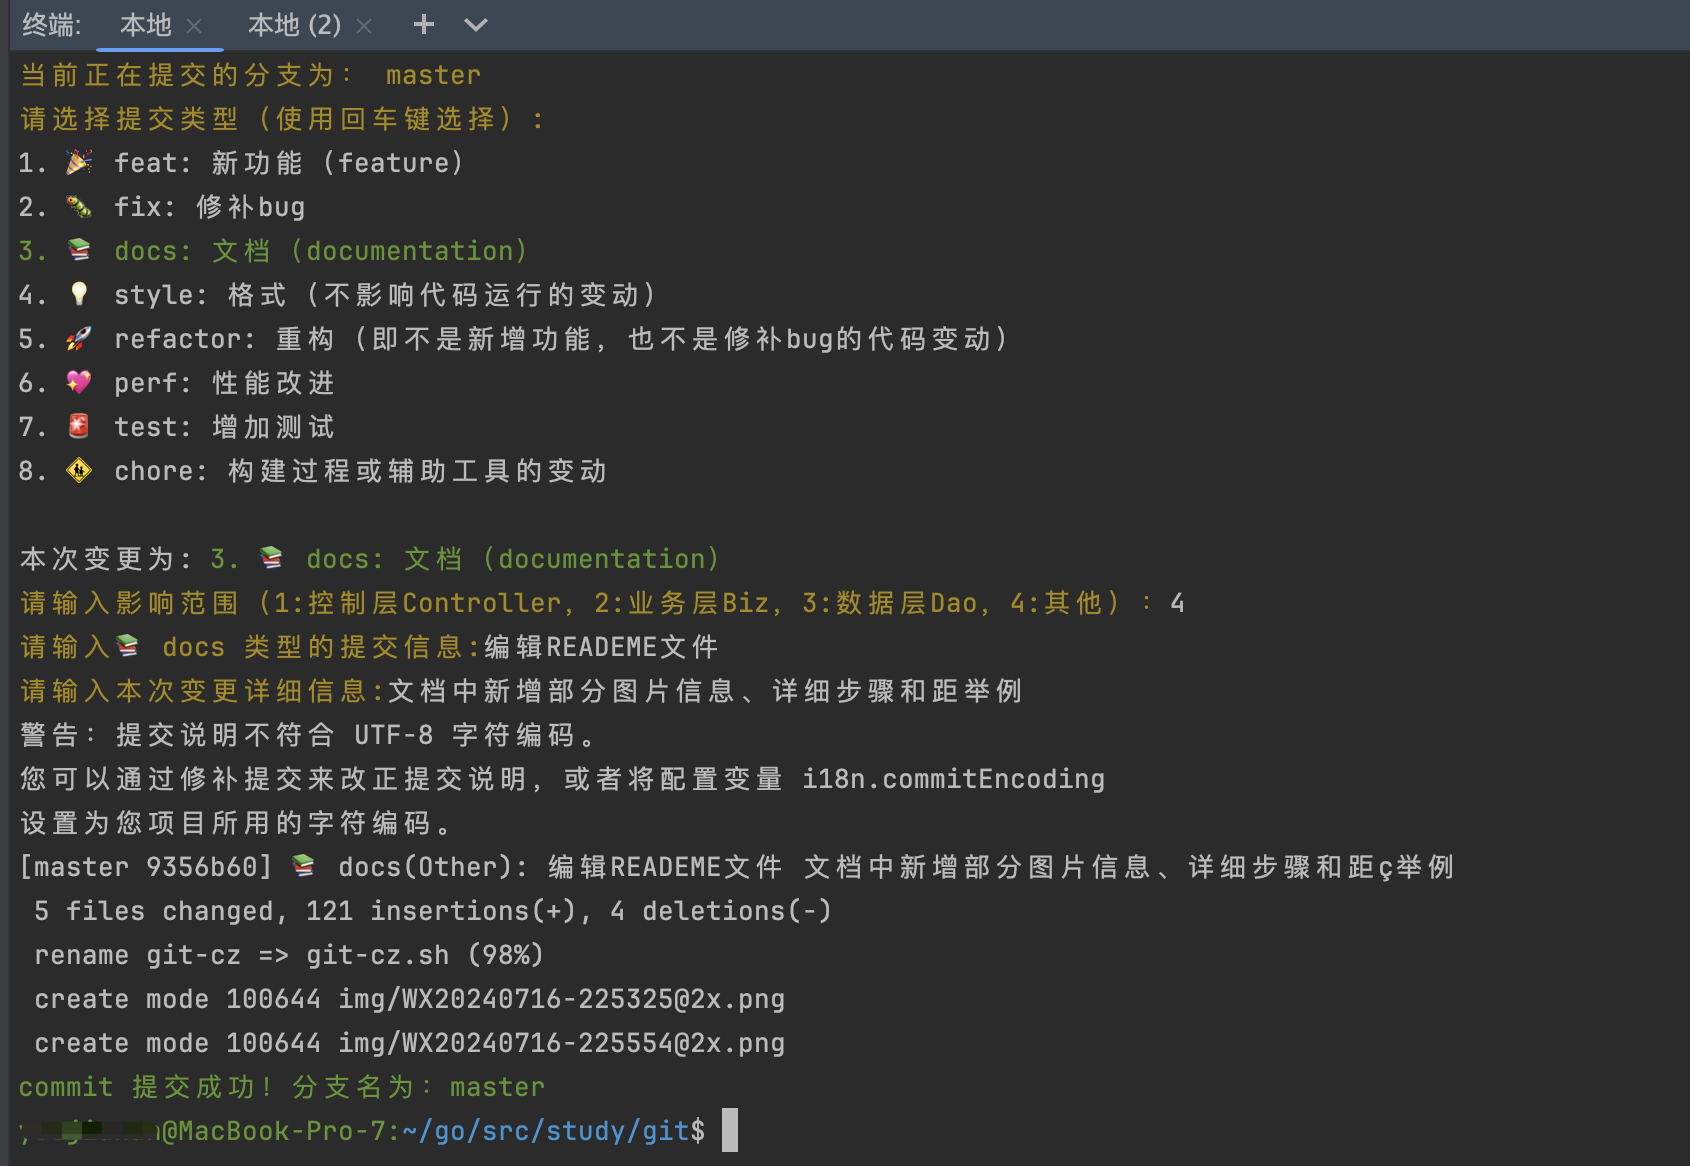 终端: 本地 × 本地 (2) × +
当前正在提交的分支为： master
请选择提交类型（使用回车键选择）：
1. 🎉 feat: 新功能（feature）
2. 🐛 fix: 修补bug
3. 📚 docs: 文档（documentation）
4. 💡 style: 格式（不影响代码运行的变动）
5. 🚀 refactor: 重构（即不是新增功能，也不是修补bug的代码变动）
6. 💖 perf: 性能改进
7. 🚨 test: 增加测试
8. 🚸 chore: 构建过程或辅助工具的变动
本次变更为：3. 📚 docs: 文档（documentation）
请输入影响范围（1:控制层Controller，2:业务层Biz，3:数据层Dao，4:其他）：4
请输入📚 docs 类型的提交信息:编辑READEME文件
请输入本次变更详细信息:文档中新增部分图片信息、详细步骤和距举例
警告：提交说明不符合 UTF-8 字符编码。
您可以通过修补提交来改正提交说明，或者将配置变量 i18n.commitEncoding
设置为您项目所用的字符编码。
[master 9356b60] 📚 docs(Other): 编辑READEME文件 文档中新增部分图片信息、详细步骤和距ç举例
5 files changed, 121 insertions(+), 4 deletions(-)
rename git-cz => git-cz.sh (98%)
create mode 100644 img/WX20240716-225325@2x.png
create mode 100644 img/WX20240716-225554@2x.png
commit 提交成功！分支名为：master
@MacBook-Pro-7:~/go/src/study/git$